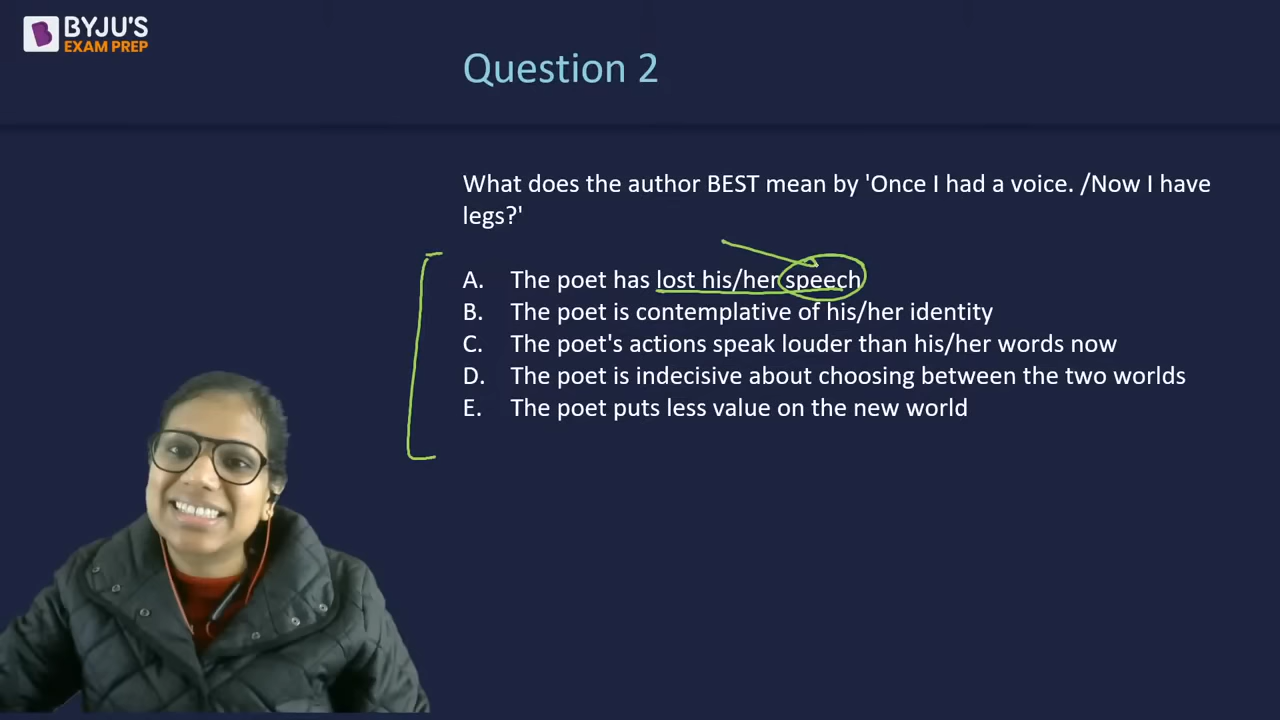 BYJU'S
EXAM PREP
Question 2
What does the author BEST mean by 'Once I had a voice. /Now I have
legs?'
A. The poet has lost his/her speech
B. The poet is contemplative of his/her identity
C. The poet's actions speak louder than his/her words now
D. The poet is indecisive about choosing between the two worlds
E. The poet puts less value on the new world